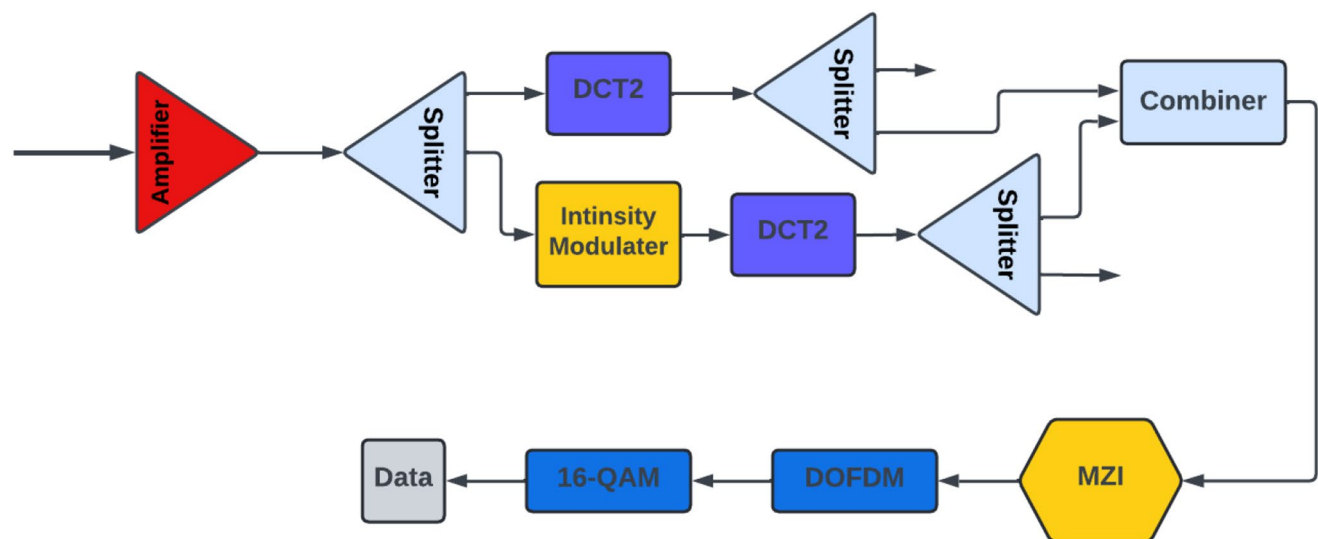 Amplifier
Splitter
DCT2
Splitter
Combiner
Intinsity
Modulater
DCT2
Splitter
Data
16-QAM
DOFDM
MZI